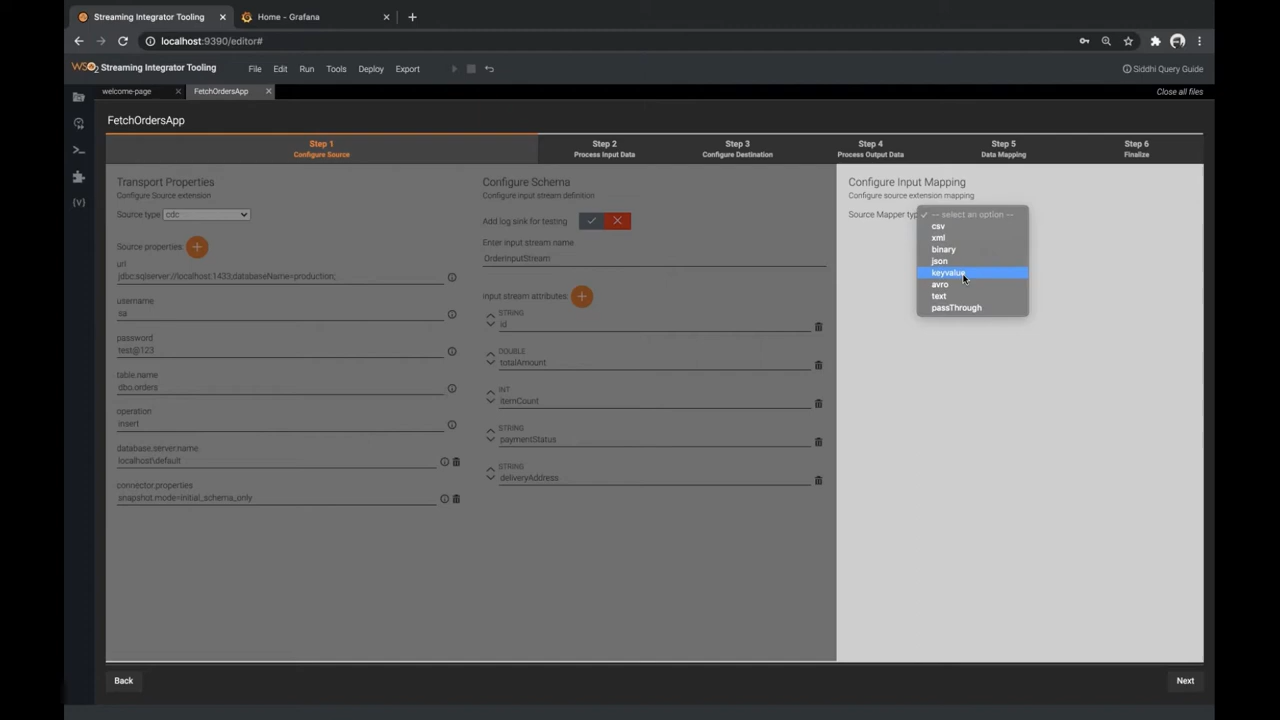 Streaming Integrator Tooling
Home - Grafana
localhost:9390/editor#
WSO2 Streaming Integrator Tooling
File Edit Run Tools Deploy Export
Siddhi Query Guide
welcome-page
FetchOrdersApp
Close all files
FetchOrdersApp
Step 1
Configure Source
Step 2
Process Input Data
Step 3
Configure Destination
Step 4
Process Output Data
Step 5
Data Mapping
Step 6
Finalize
Transport Properties
Configure Source extension
Source type cdc
Source properties:
url
jdbc:sqlserver://localhost:1433;databaseName=production;
username
sa
password
test@123
table.name
dbo.orders
operation
insert
database.server.name
localhost\default
connector.properties
snapshot.mode=initial_schema_only
Configure Schema
Configure input stream definition
Add log sink for testing
Enter input stream name
OrderInputStream
input stream attributes:
STRING
id
DOUBLE
totalAmount
INT
itemCount
STRING
paymentStatus
STRING
deliveryAddress
Configure Input Mapping
Configure source extension mapping
Source Mapper typ
-- select an option --
csv
xml
binary
json
keyvalue
avro
text
passThrough
Back
Next